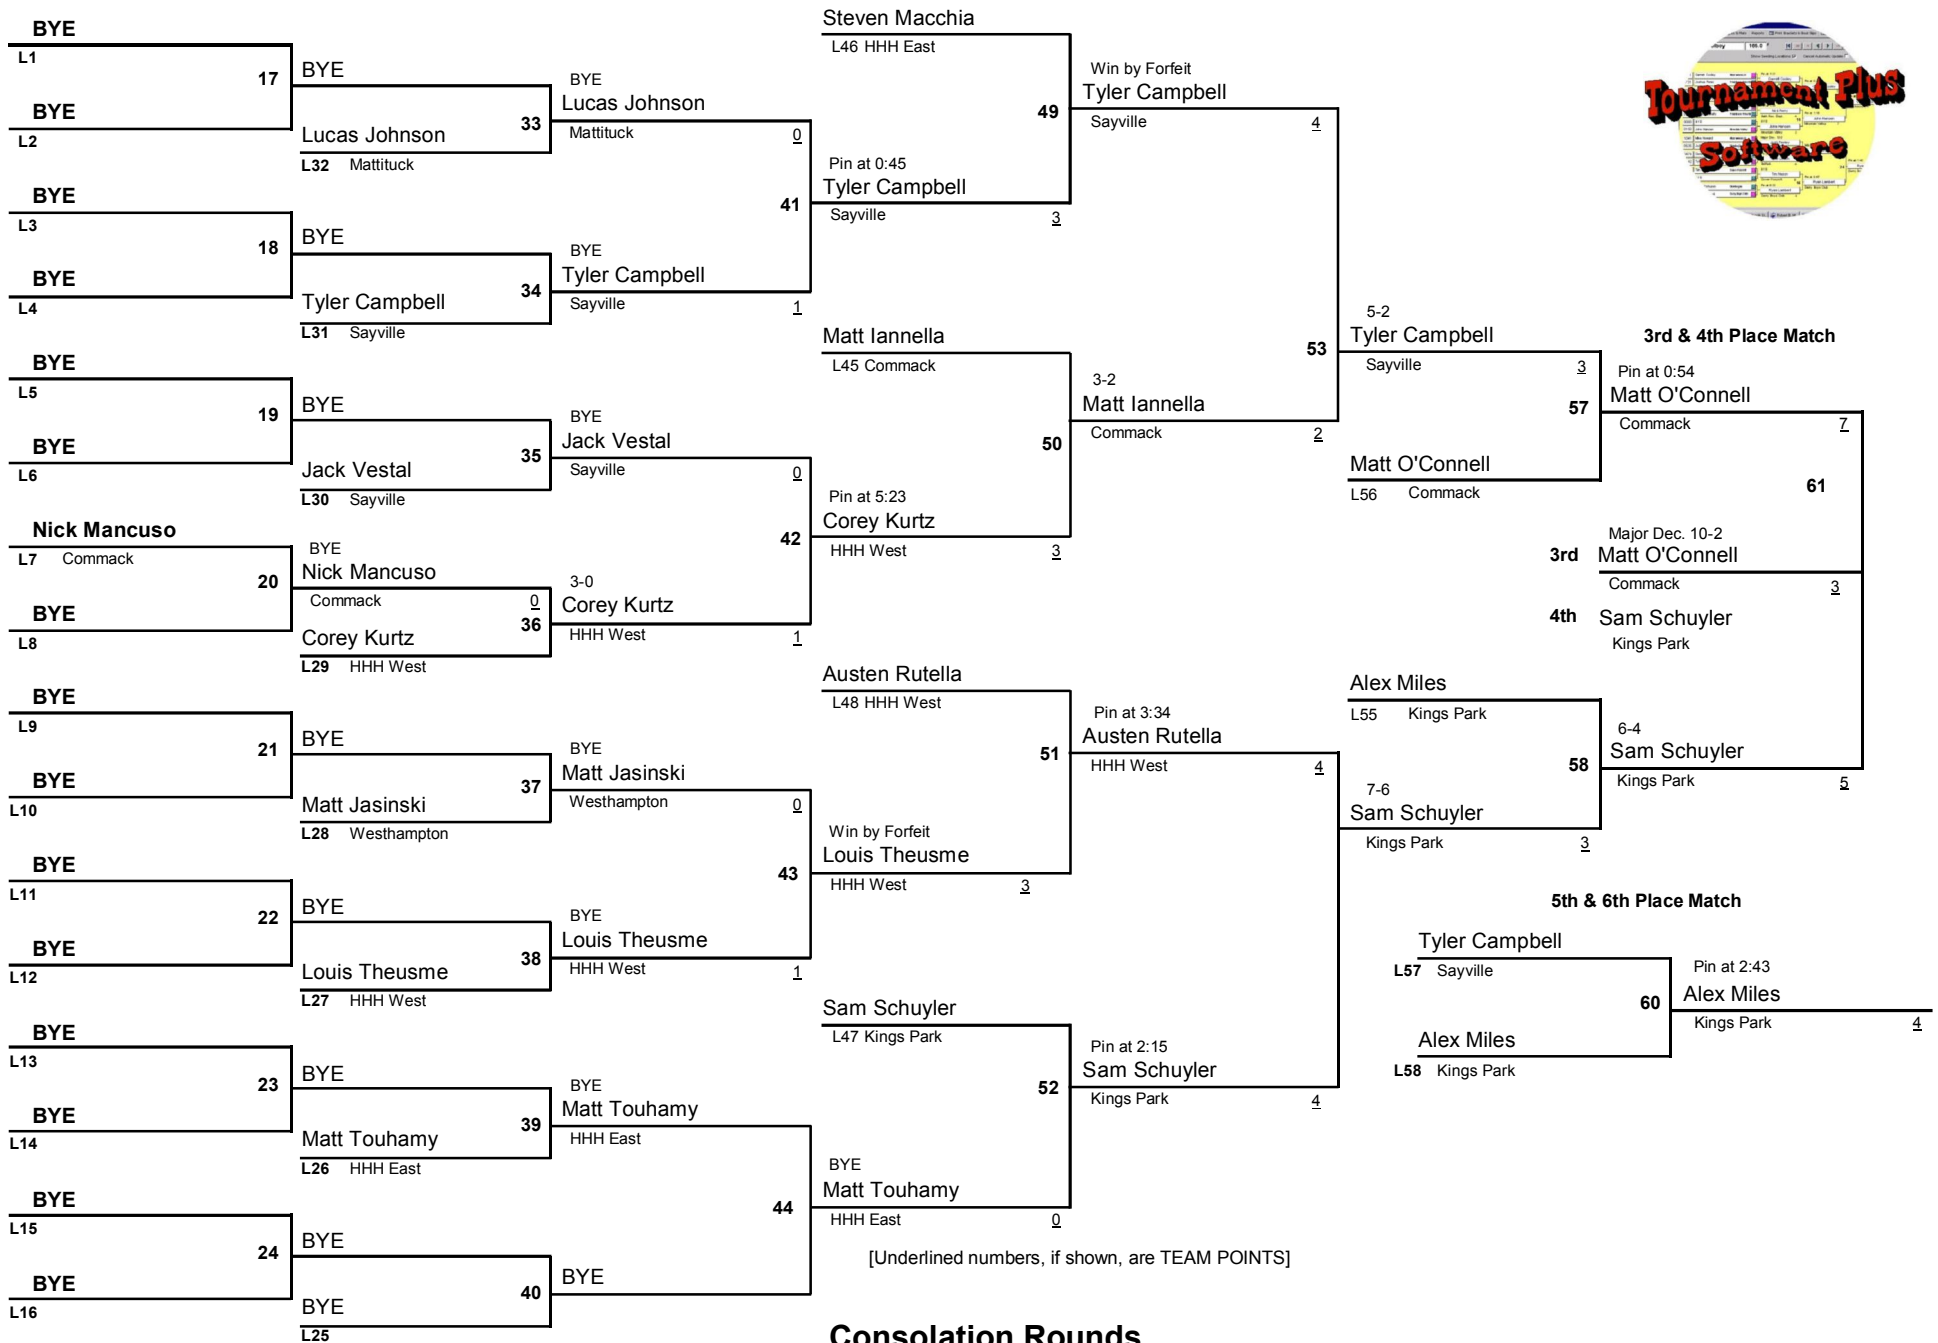 BYE
L1
17
BYE
L2
BYE
L3
18
BYE
L4
BYE
L5
19
BYE
L6
Nick Mancuso
L7 Commack
20
BYE
L8
BYE
L9
21
BYE
L10
BYE
L11
22
BYE
L12
BYE
L13
23
BYE
L14
BYE
L15
24
BYE
L16
BYE
33
Lucas Johnson
L32 Mattituck
BYE
34
Tyler Campbell
L31 Sayville
BYE
35
Jack Vestal
L30 Sayville
BYE
Nick Mancuso
Commack 0
36
Corey Kurtz
L29 HHH West
BYE
37
Matt Jasinski
L28 Westhampton
BYE
38
Louis Theusme
L27 HHH West
BYE
39
Matt Touhamy
L26 HHH East
BYE
40
BYE
L25
BYE
Lucas Johnson
Mattituck 0
41
BYE
Tyler Campbell
Sayville 1
BYE
Jack Vestal
Sayville 0
42
3-0
Corey Kurtz
HHH West 1
BYE
Matt Jasinski
Westhampton 0
43
BYE
Louis Theusme
HHH West 1
BYE
Matt Touhamy
HHH East
44
BYE
Steven Macchia
L46 HHH East
49
Pin at 0:45
Tyler Campbell
Sayville 3
Matt Iannella
L45 Commack
50
Pin at 5:23
Corey Kurtz
HHH West 3
Austen Rutella
L48 HHH West
51
Win by Forfeit
Louis Theusme
HHH West 3
Sam Schuyler
L47 Kings Park
52
BYE
Matt Touhamy
HHH East 0
[Underlined numbers, if shown, are TEAM POINTS]
Win by Forfeit
Tyler Campbell
Sayville 4
53
3-2
Matt Iannella
Commack 2
Pin at 3:34
Austen Rutella
HHH West 4
Pin at 2:15
Sam Schuyler
Kings Park 4
5-2
Tyler Campbell
Sayville 3
57
Matt O'Connell
L56 Commack
Alex Miles
L55 Kings Park
58
7-6
Sam Schuyler
Kings Park 3
Tournament Plus
Software
3rd & 4th Place Match
Pin at 0:54
Matt O'Connell
Commack 7
61
Major Dec. 10-2
3rd Matt O'Connell
Commack 3
4th Sam Schuyler
Kings Park
6-4
Sam Schuyler
Kings Park 5
5th & 6th Place Match
Tyler Campbell
L57 Sayville
60
Alex Miles
L58 Kings Park
Pin at 2:43
Alex Miles
Kings Park 4
Consolation Rounds